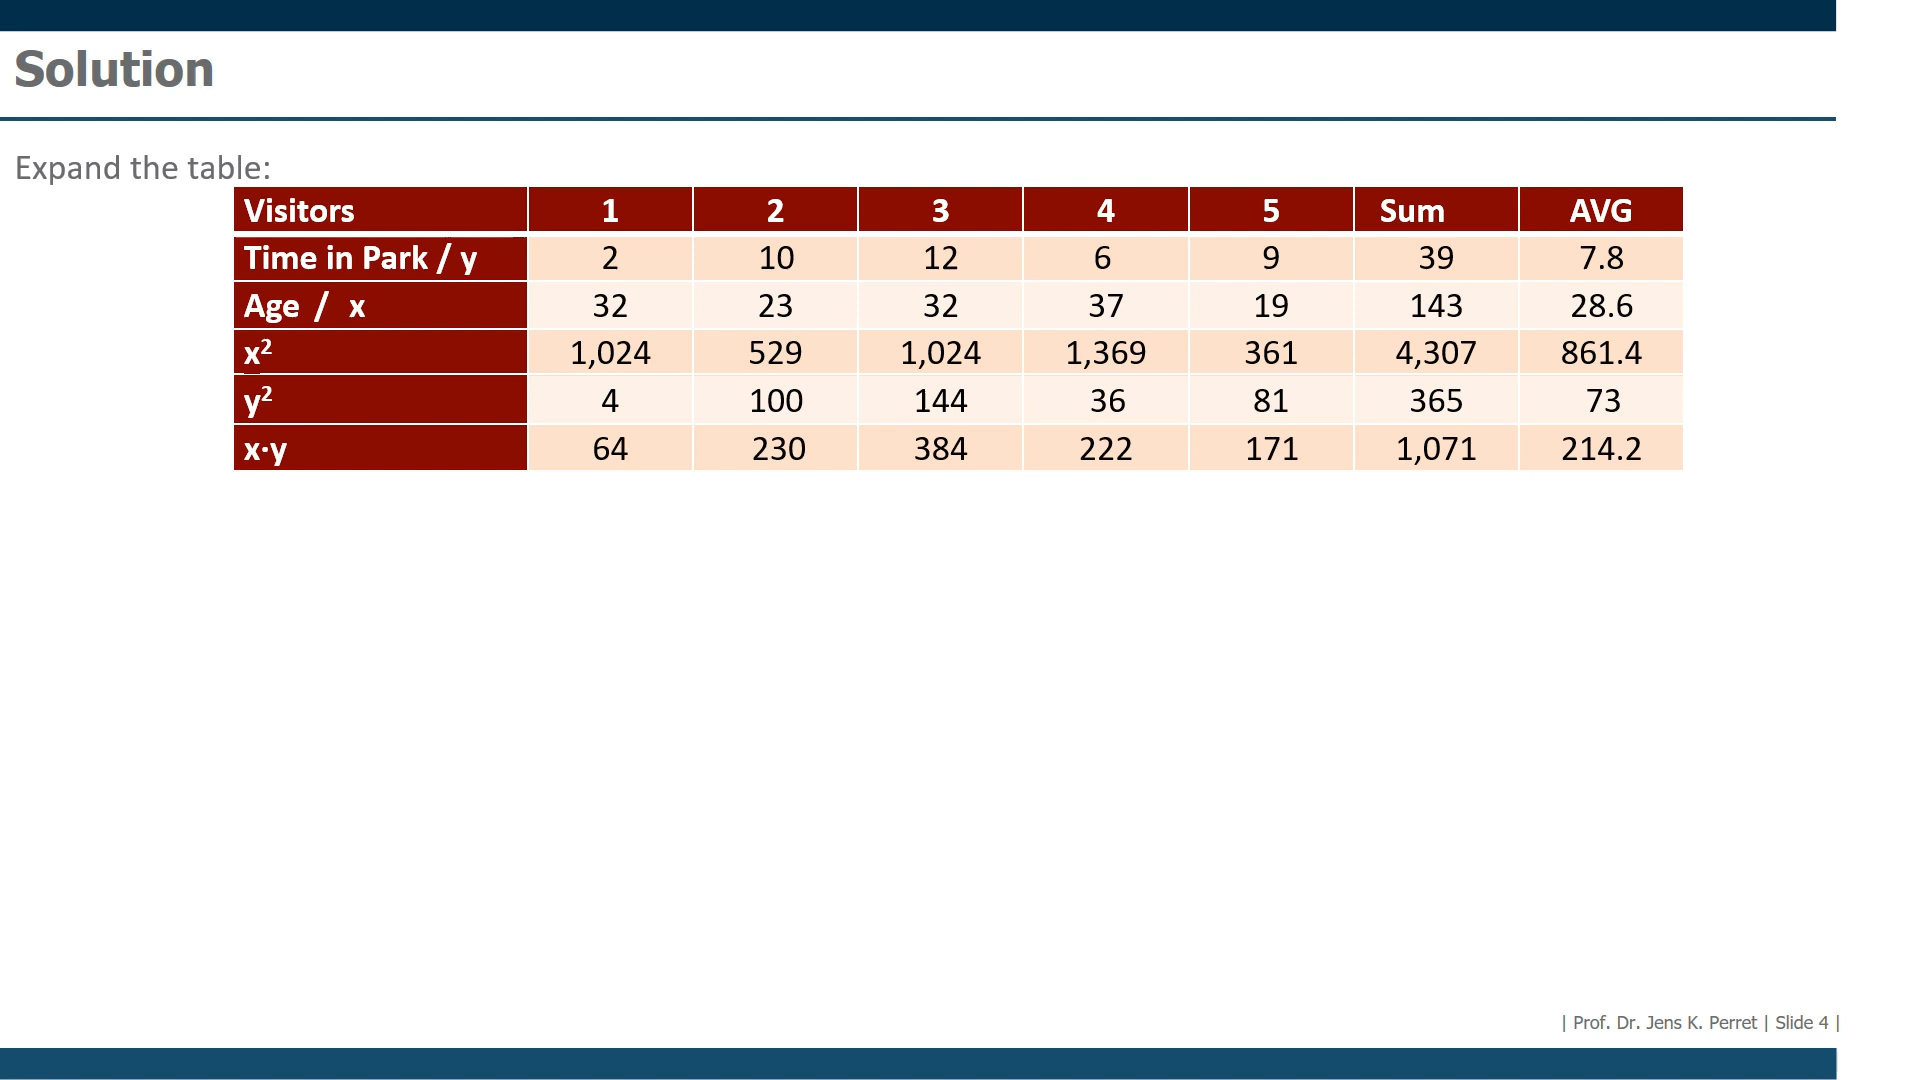 Solution
Expand the table:
Visitors 1 2 3 4 5 Sum AVG
Time in Park / y 2 10 12 6 9 39 7.8
Age / x 32 23 32 37 19 143 28.6
x² 1,024 529 1,024 1,369 361 4,307 861.4
y² 4 100 144 36 81 365 73
x·y 64 230 384 222 171 1,071 214.2
| Prof. Dr. Jens K. Perret | Slide 4 |